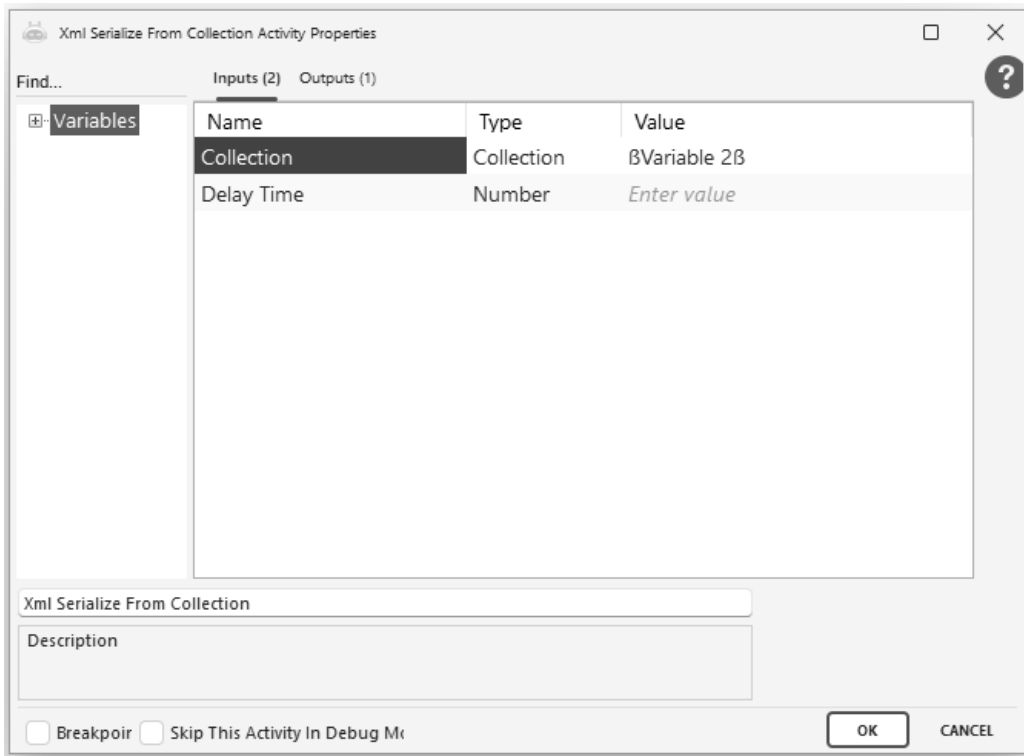 Xml Serialize From Collection Activity Properties
Find...
Inputs (2) Outputs (1)
?
Variables
Name Type Value
Collection Collection ßVariable 2ß
Delay Time Number Enter value
Xml Serialize From Collection
Description
Breakpoir Skip This Activity In Debug Mo
OK CANCEL